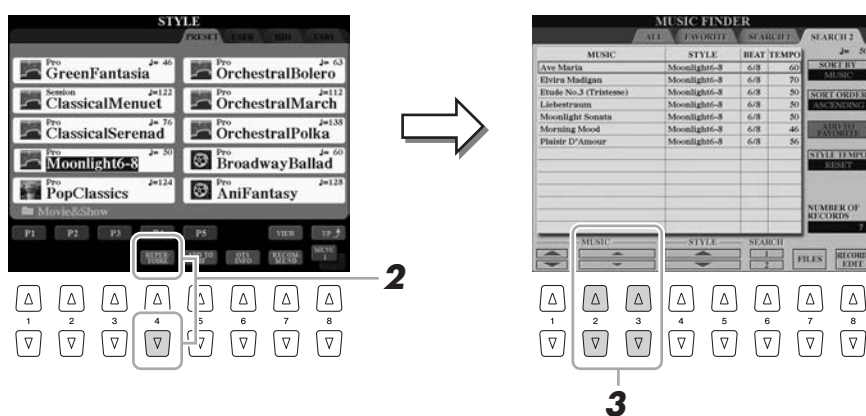 STYLE
PRESET USER HD1 USB1
Pro ♩= 46
GreenFantasia
Pro ♩= 63
OrchestralBolero
Session ♩=122
ClassicalMenuet
Pro ♩=112
OrchestralMarch
Pro ♩= 76
ClassicalSerenad
Pro ♩=138
OrchestralPolka
Pro ♩= 50
Moonlight6-8
Pro ♩= 60
BroadwayBallad
Pro ♩=124
PopClassics
Pro ♩=128
AniFantasy
Movie&Show
P1 P2 P3 P4 P5 VIEW UP
REPER-TOIRE TO OTS INFO RECOM-MEND MENU 1
2
1 2 3 4 5 6 7 8
MUSIC FINDER
ALL FAVORITE SEARCH 1 SEARCH 2
MUSIC STYLE BEAT TEMPO
Ave Maria Moonlight6-8 6/8 60
Elvira Madigan Moonlight6-8 6/8 70
Etude No.3 (Tristesse) Moonlight6-8 6/8 50
Liebestraum Moonlight6-8 6/8 50
Moonlight Sonata Moonlight6-8 6/8 50
Morning Mood Moonlight6-8 6/8 46
Plaisir D'Amour Moonlight6-8 6/8 56
♩= 50
SORT BY
MUSIC
SORT ORDER
ASCENDING
ADD TO FAVORITE
STYLE TEMPO
RESET
NUMBER OF RECORDS
7
MUSIC STYLE SEARCH
1
2
FILES RECORD EDIT
1 2 3 4 5 6 7 8
3